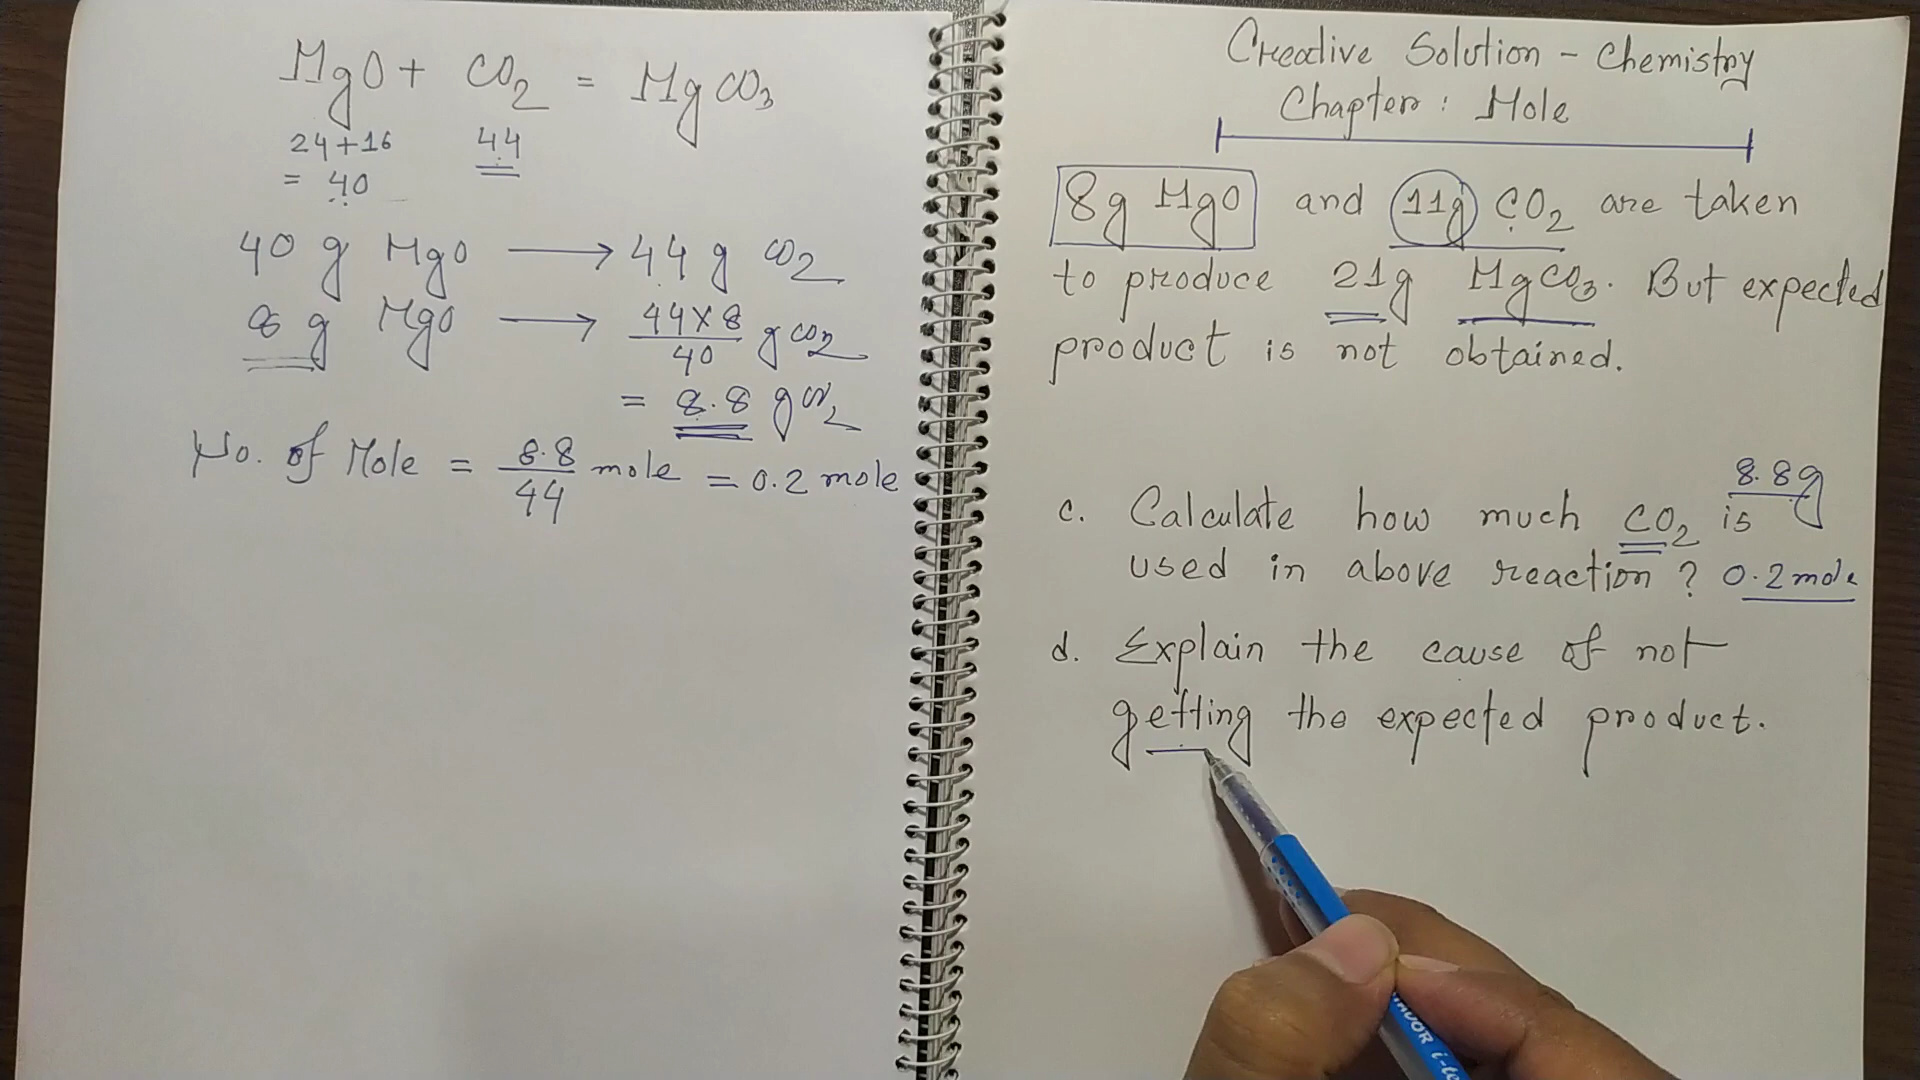 MgO + CO2 = MgCO3
24+16 44
= 40
40 g MgO → 44 g CO2
8 g MgO → 44×8/40 g CO2
= 8.8 g CO2
No. of Mole = 8.8/44 mole = 0.2 mole
Creative Solution - Chemistry
Chapter : Mole
8g MgO and 11g CO2 are taken
to produce 21g MgCO3. But expected
product is not obtained.
8.8g
c. Calculate how much CO2 is
used in above reaction ? 0.2 mole
d. Explain the cause of not
getting the expected product.